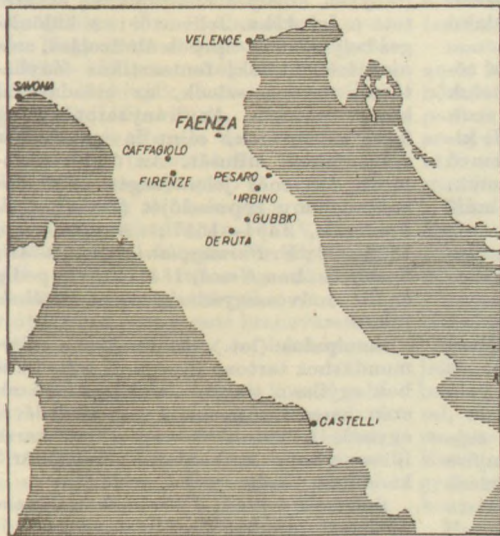 VELENCE
SAVONA
FAENZA
CAFFAGIOLO
FIRENZE
PESARO
URBINO
GUBBIO
DERUTA
CASTELLI